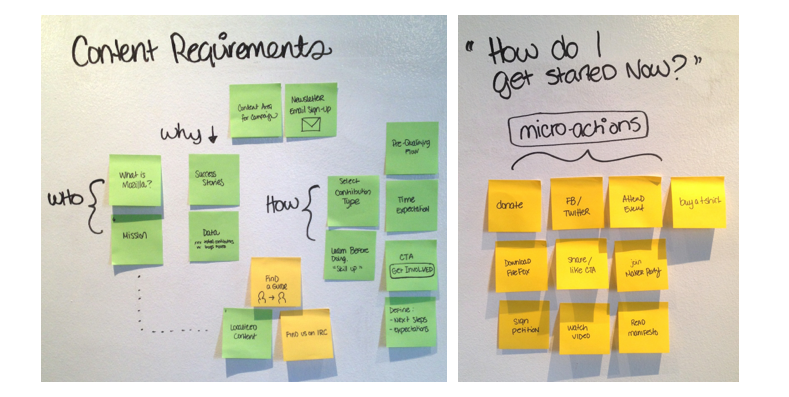 Content Requirements
Content Area
for Campaign
Newsletter
Email Sign-up
Why
WHO
What is
Mozilla?
Mission
Success
Stories
Data
How
Select
Contribution
Type
Learn Before
Doing.
"Skill up"
Pre-Qualifying
Flow
Time
Expectation
CTA
Get Involved
Define:
- Next Steps
- expectations
Find
a Guide
Localized
Content
Find us on IRC
"How do I
get started Now?"
micro-actions
donate
FB/
Twitter
Attend
Event
buy a t-shirt
Download
Firefox
share/
like CTA
join
Maker Party
Sign
petition
watch
video
Read
manifesto